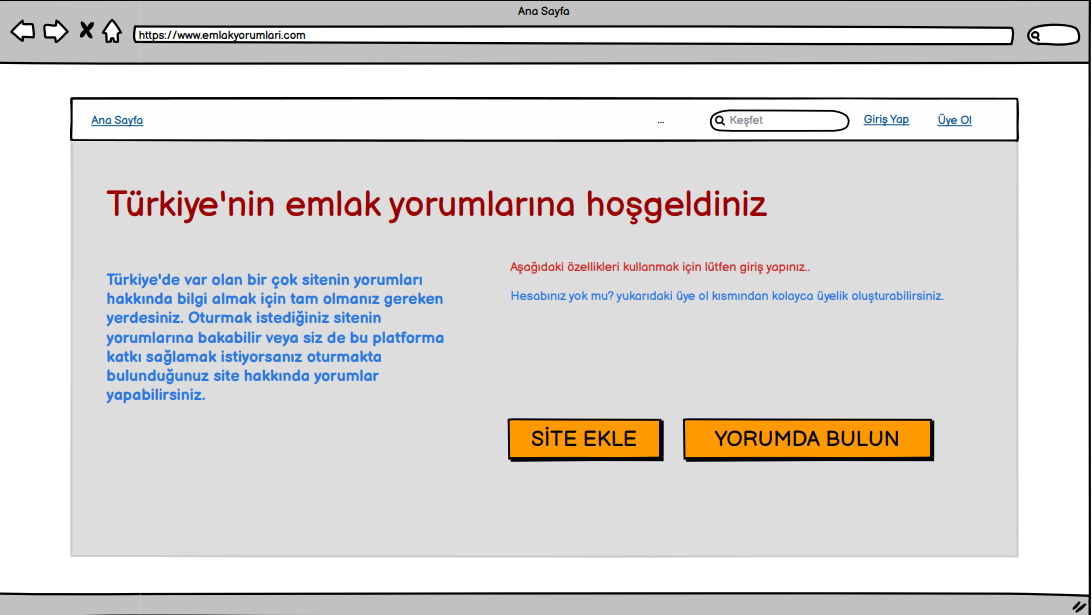 Ana Sayfa
https://www.emlakyorumlari.com
Ana Sayfa ... Keşfet Giriş Yap Üye Ol
Türkiye'nin emlak yorumlarına hoşgeldiniz
Türkiye'de var olan bir çok sitenin yorumları
hakkında bilgi almak için tam olmanız gereken
yerdesiniz. Oturmak istediğiniz sitenin
yorumlarına bakabilir veya siz de bu platforma
katkı sağlamak istiyorsanız oturmakta
bulunduğunuz site hakkında yorumlar
yapabilirsiniz.
Aşağıdaki özellikleri kullanmak için lütfen giriş yapınız..
Hesabınız yok mu? yukarıdaki üye ol kısmından kolayca üyelik oluşturabilirsiniz.
SİTE EKLE YORUMDA BULUN